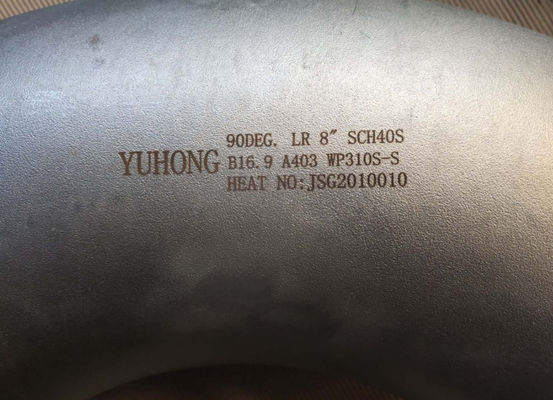 90DEG. LR 8" SCH40S
YUHONG B16.9 A403 WP310S-S
HEAT NO:JSG2010010